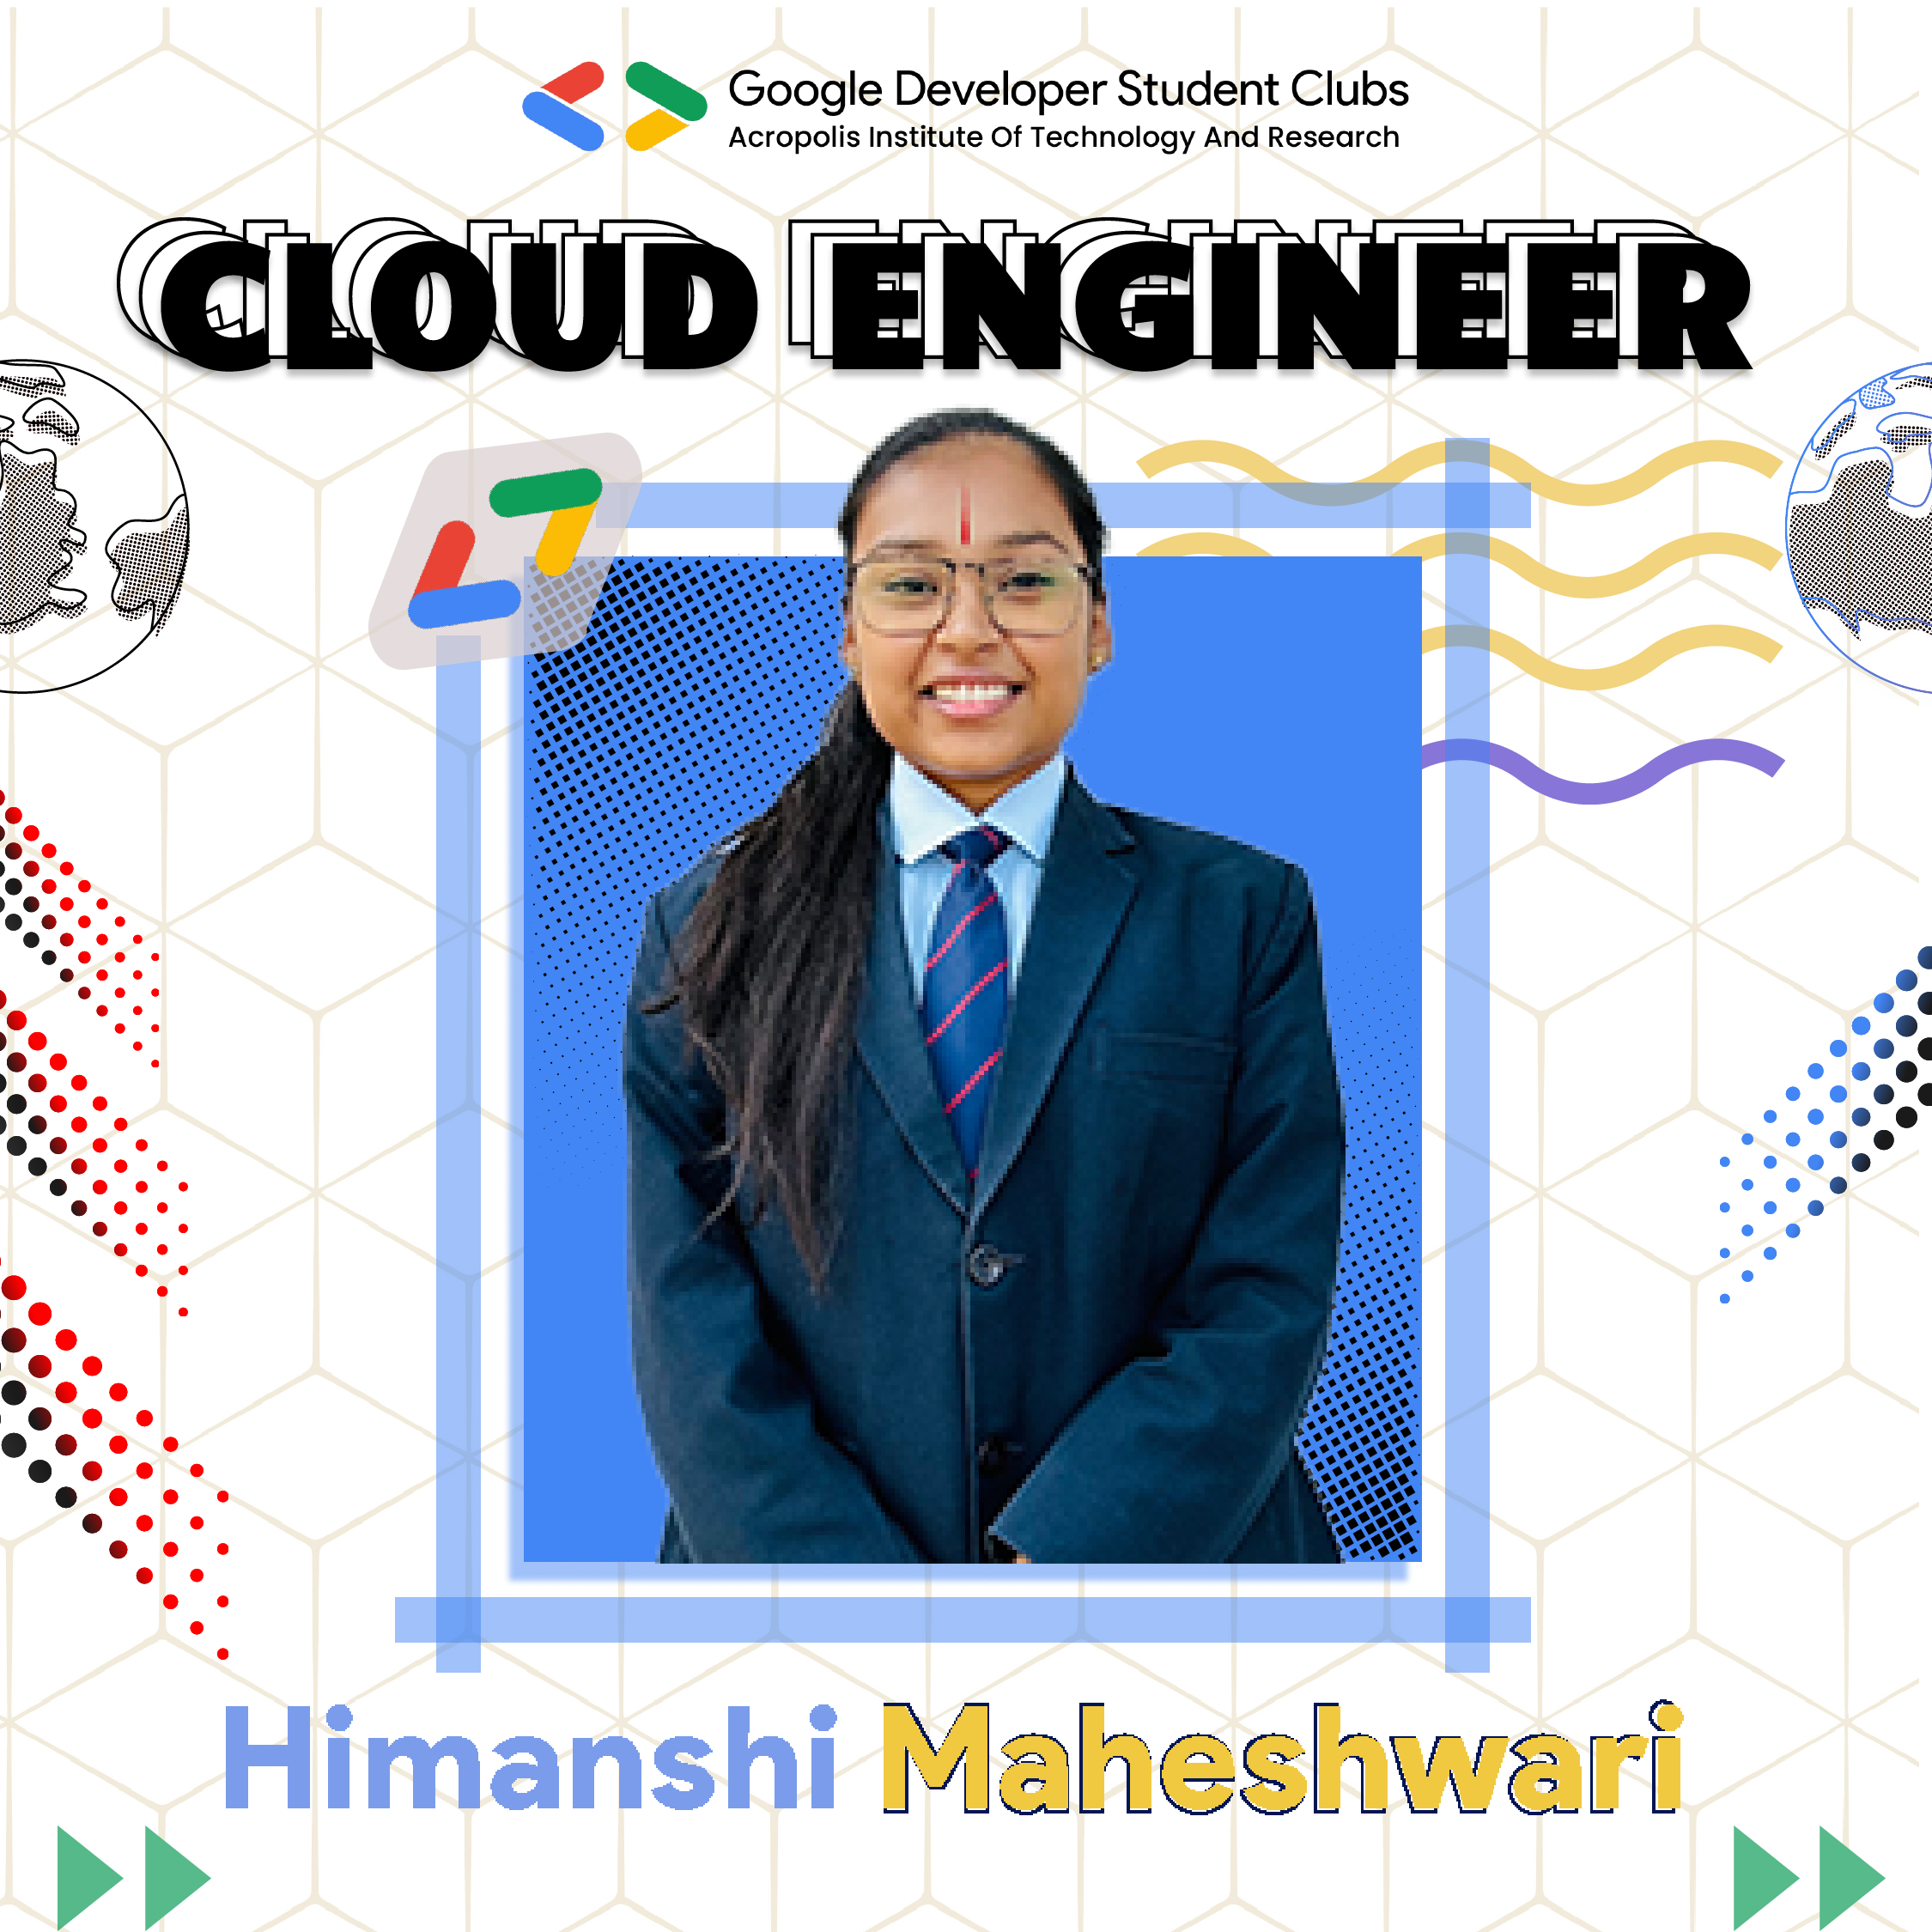 Google Developer Student Clubs
Acropolis Institute Of Technology And Research
CLOUD ENGINEER
Himanshi Maheshwari